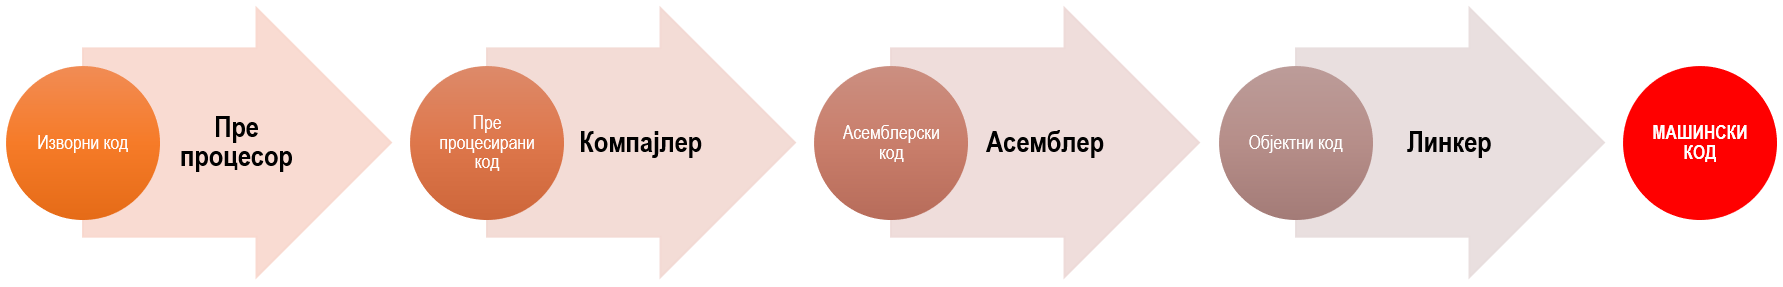 Изворни код
Пре
процесор
Пре
процесирани
код
Компајлер
Асемблерски
код
Асемблер
Објектни код
Линкер
МАШИНСКИ
КОД